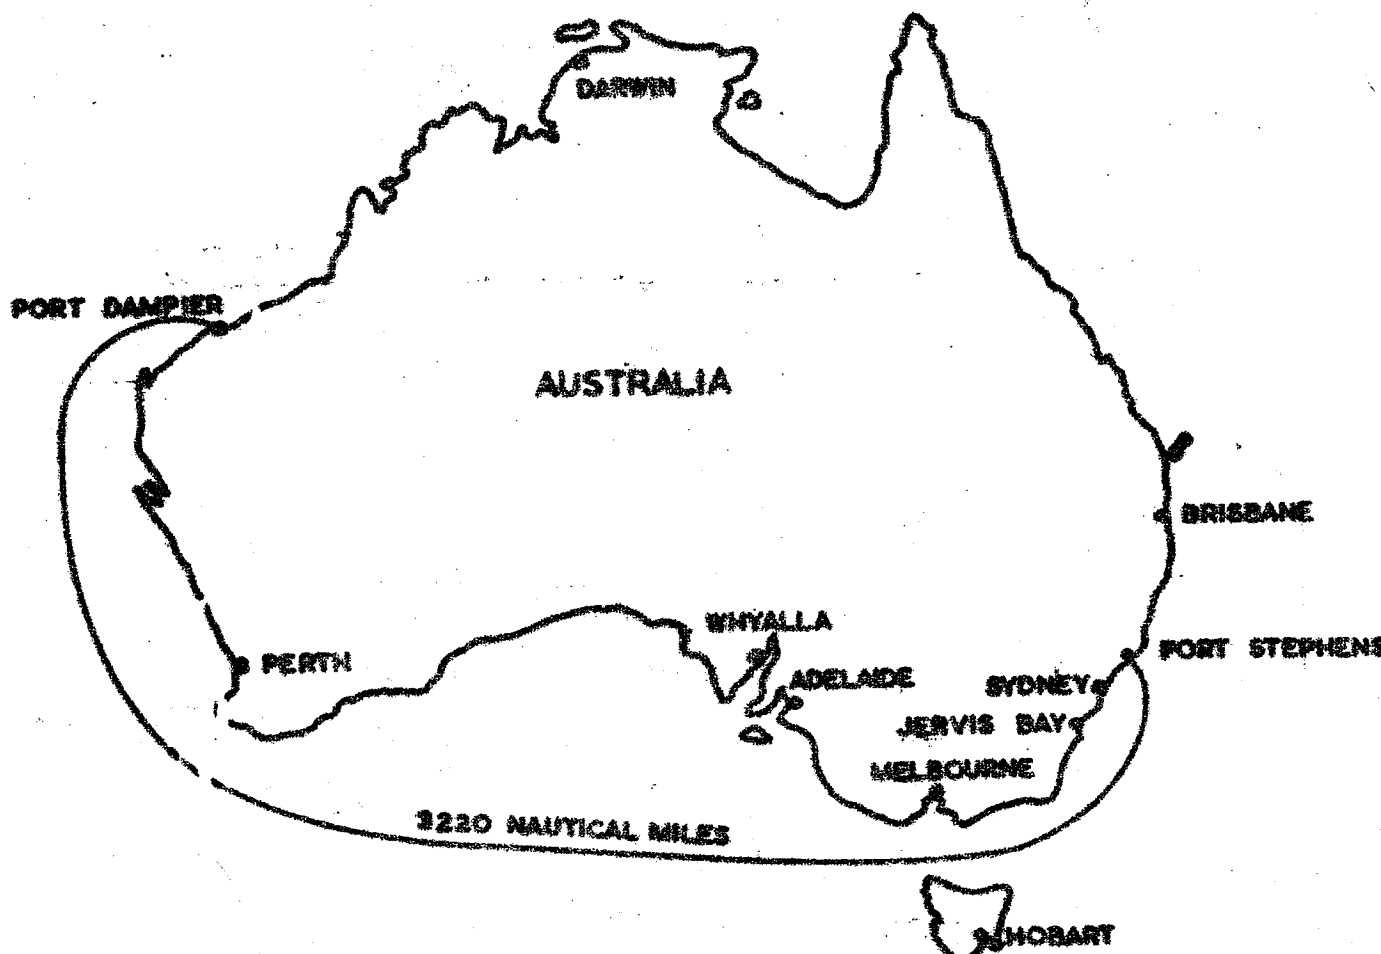 DARWIN
PORT DAMPIER
AUSTRALIA
BRISBANE
WHYALLA
PORT STEPHENS
PERTH
ADELAIDE
SYDNEY
JERVIS BAY
MELBOURNE
3220 NAUTICAL MILES
HOBART